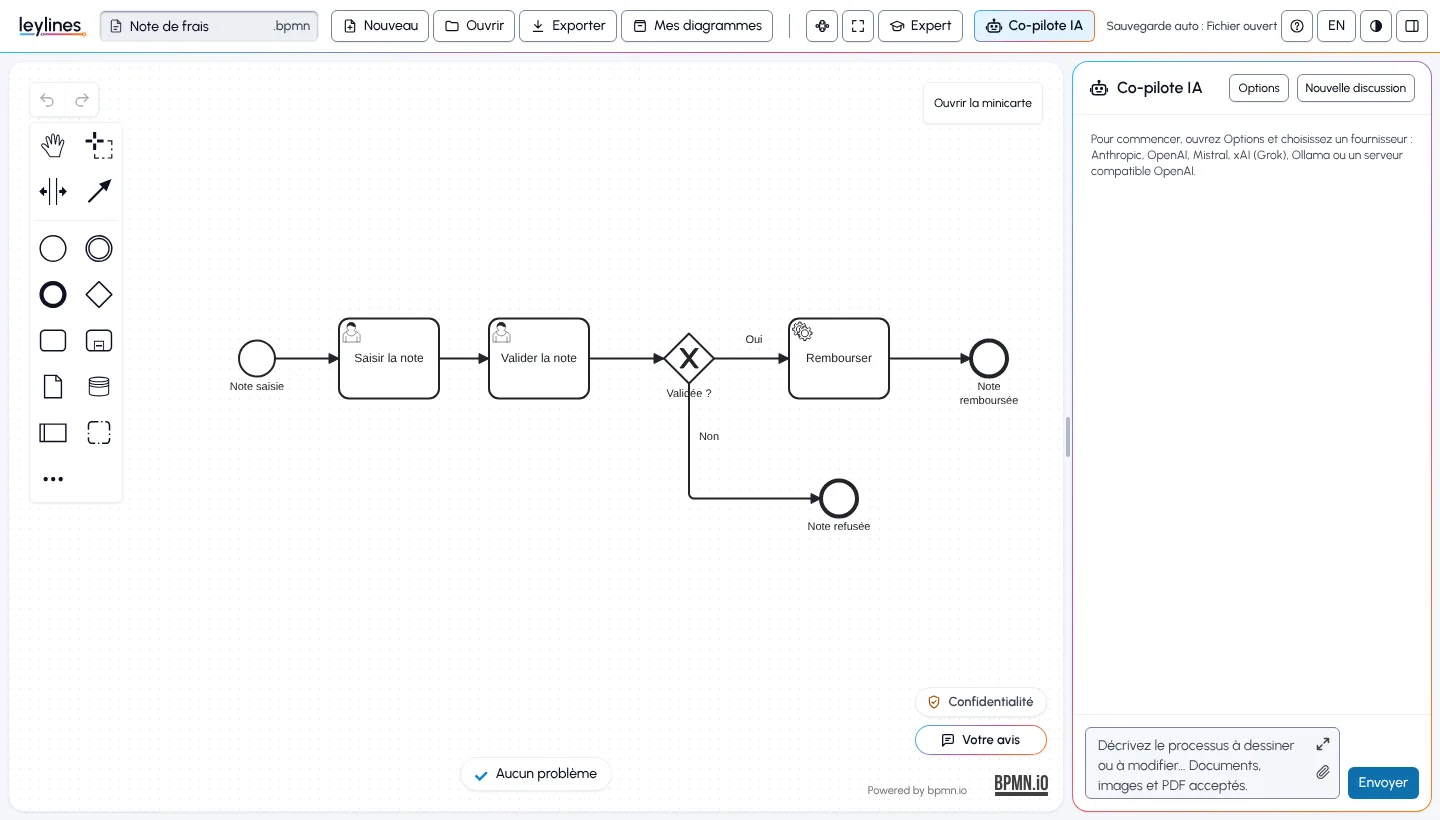 leylines
Note de frais .bpmn
Nouveau
Ouvrir
Exporter
Mes diagrammes
Expert
Co-pilote IA
Sauvegarde auto : Fichier ouvert
EN
Ouvrir la minicarte
Note saisie
Saisir la note
Valider la note
Validée ?
Oui
Non
Rembourser
Note
remboursée
Note refusée
Confidentialité
Votre avis
Aucun problème
Powered by bpmn.io
BPMN.iO
Co-pilote IA
Options
Nouvelle discussion
Pour commencer, ouvrez Options et choisissez un fournisseur :
Anthropic, OpenAI, Mistral, xAI (Grok), Ollama ou un serveur
compatible OpenAI.
Décrivez le processus à dessiner
ou à modifier... Documents,
images et PDF acceptés.
Envoyer